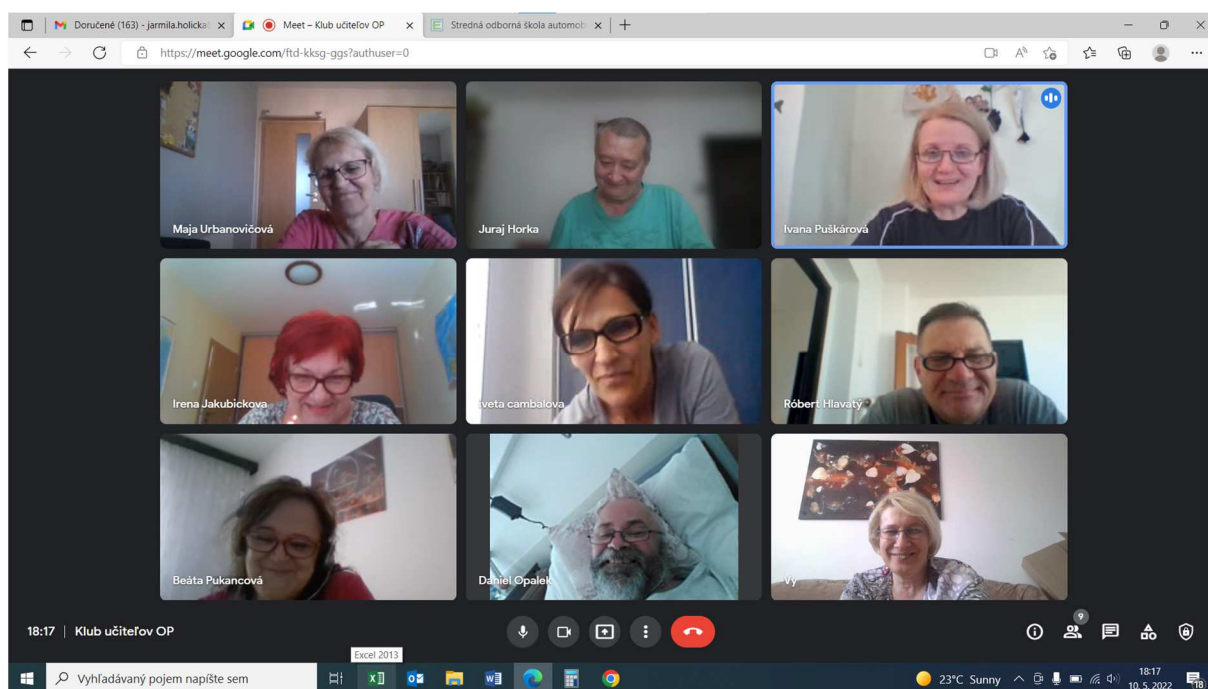 Doručené (163) - jarmila.holicka
Meet – Klub učiteľov OP
Stredná odborná škola automob
https://meet.google.com/ftd-kksg-ggs?authuser=0
Maja Urbanovičová
Juraj Horka
Ivana Puškárová
Irena Jakubickova
iveta cambalova
Róbert Hlavatý
Beáta Pukancová
Daniel Opalek
Vy
18:17 | Klub učiteľov OP
9
Excel 2013
Vyhľadávaný pojem napíšte sem
23°C Sunny
18:17
10. 5. 2022
18